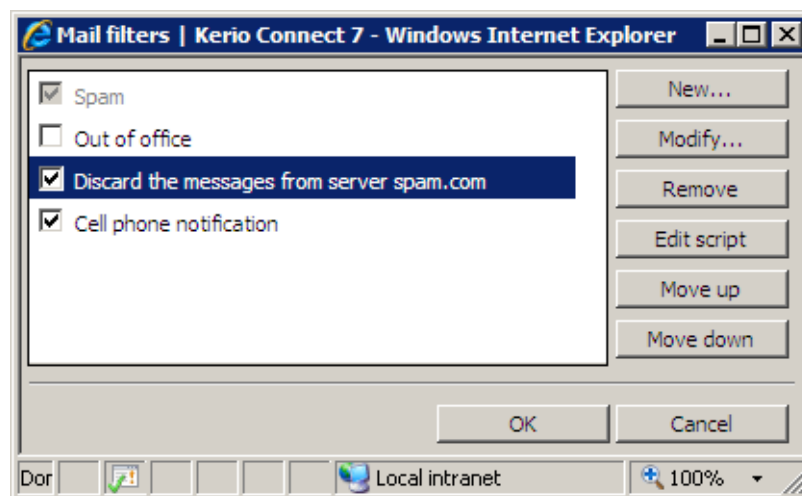 Mail filters | Kerio Connect 7 - Windows Internet Explorer
Spam
Out of office
Discard the messages from server spam.com
Cell phone notification
New...
Modify...
Remove
Edit script
Move up
Move down
OK Cancel
Dor Local intranet 100%